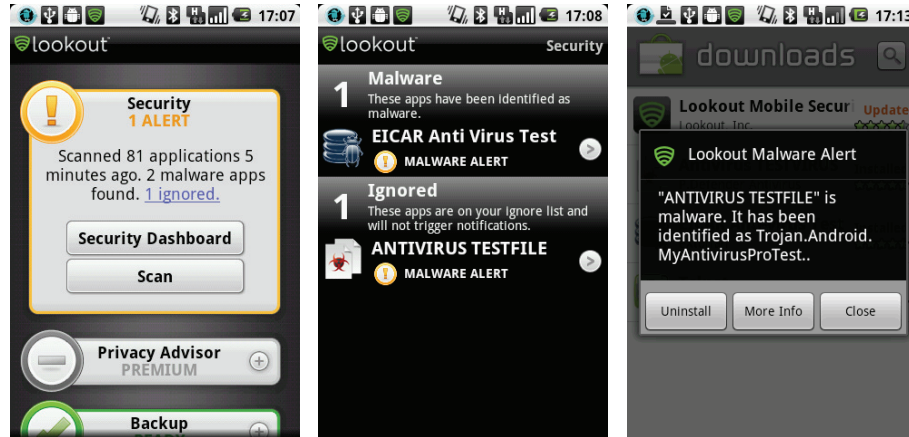 17:07
lookout
Security
1 ALERT
Scanned 81 applications 5
minutes ago. 2 malware apps
found. 1 ignored.
Security Dashboard
Scan
Privacy Advisor
PREMIUM
Backup
READY
17:08
lookout
Security
1
Malware
These apps have been identified as
malware.
EICAR Anti Virus Test
MALWARE ALERT
1
Ignored
These apps are on your ignore list and
will not trigger notifications.
ANTIVIRUS TESTFILE
MALWARE ALERT
17:13
downloads
Lookout Mobile Secur
Update
Lookout, Inc.
Lookout Malware Alert
"ANTIVIRUS TESTFILE" is
malware. It has been
identified as Trojan.Android.
MyAntivirusProTest..
Uninstall
More Info
Close